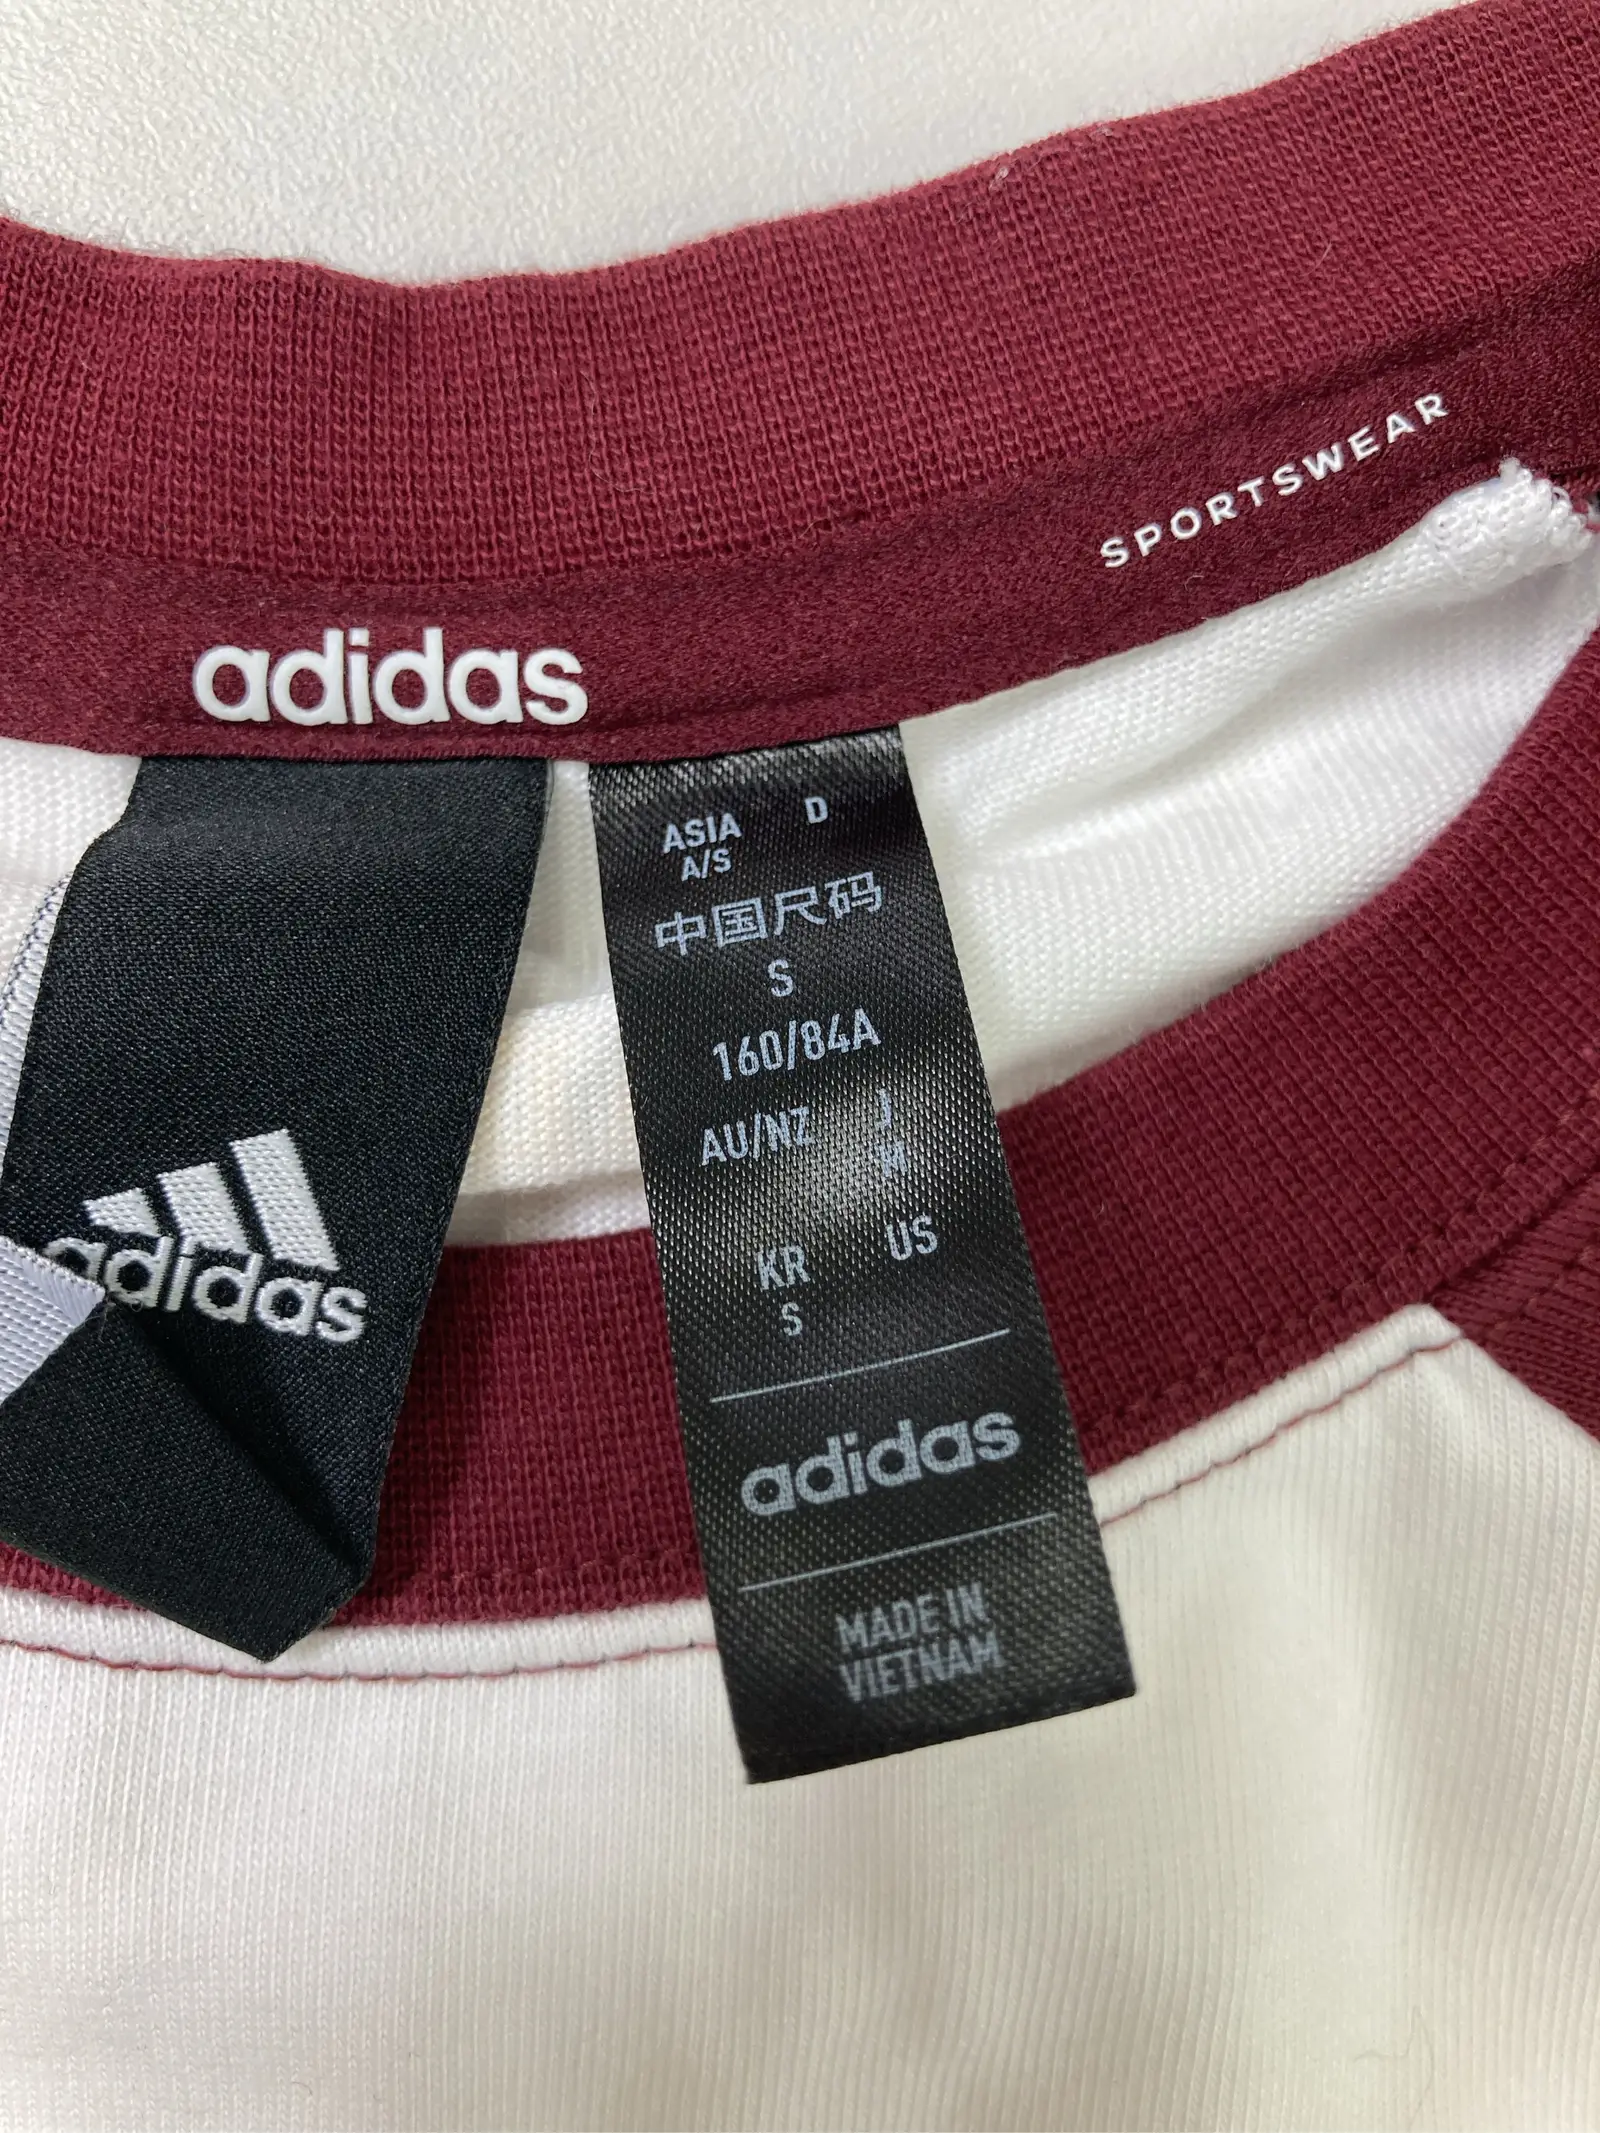 SPORTSWEAR
adidas
ASIA D
A/S
中国尺码
S
160/84A
AU/NZ J
KR US
S
adidas
MADE IN
VIETNAM
adidas